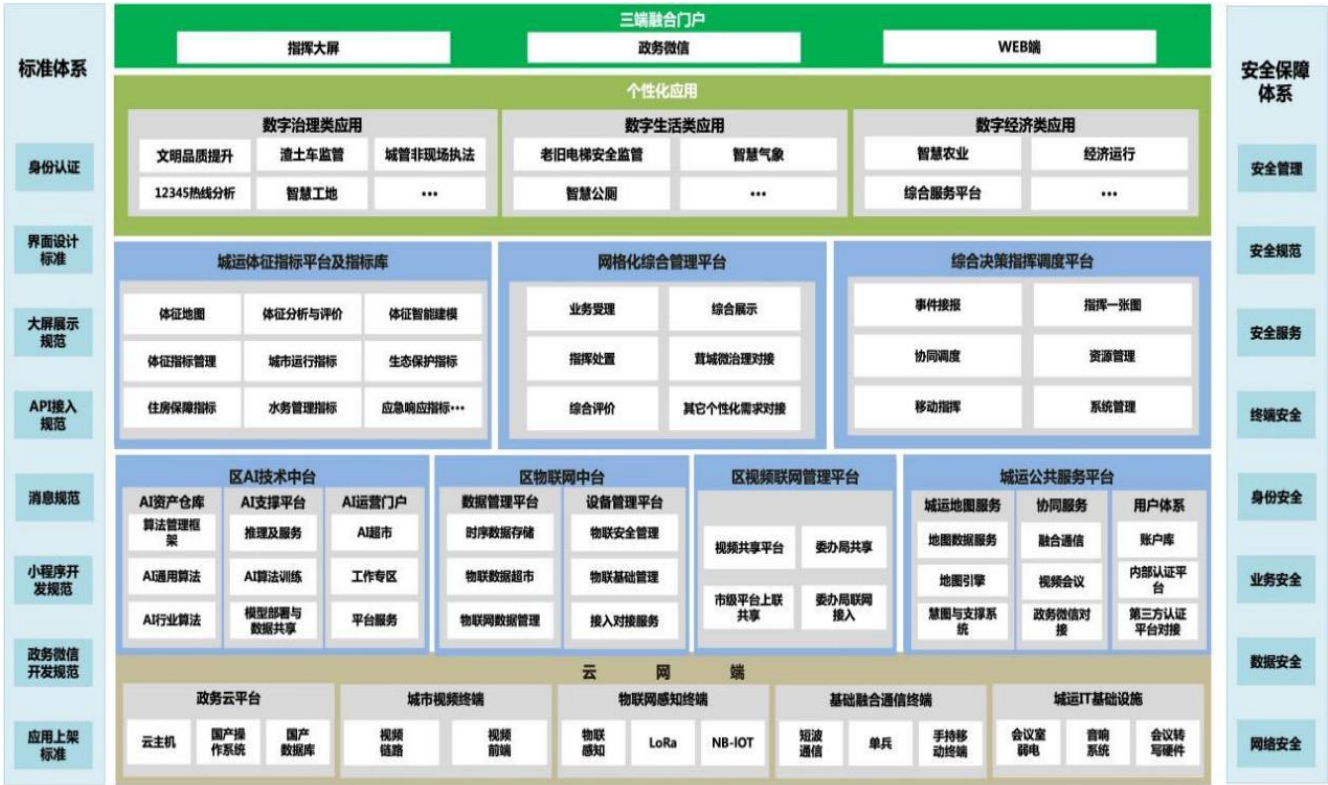 标准体系
身份认证
界面设计
标准
大屏展示
规范
API接入
规范
消息规范
小程序开
发规范
政务微信
开发规范
应用上架
标准
三端融合门户
指挥大屏
政务微信
WEB端
个性化应用
数字治理类应用
文明品质提升
渣土车监管
城管非现场执法
12345热线分析
智慧工地
•••
数字生活类应用
老旧电梯安全监管
智慧气象
智慧公厕
•••
数字经济类应用
智慧农业
经济运行
综合服务平台
•••
城运体征指标平台及指标库
体征地图
体征分析与评价
体征智能建模
体征指标管理
城市运行指标
生态保护指标
住房保障指标
水务管理指标
应急响应指标•••
网格化综合管理平台
业务受理
综合展示
指挥处置
茸城微治理对接
综合评价
其它个性化需求对接
综合决策指挥调度平台
事件接报
指挥一张图
协同调度
资源管理
移动指挥
系统管理
区AI技术中台
AI资产仓库
算法管理框
架
AI通用算法
AI行业算法
AI支撑平台
推理及服务
AI算法训练
模型部署与
数据共享
AI运营门户
AI超市
工作专区
平台服务
区物联网中台
数据管理平台
时序数据存储
物联数据超市
物联网数据管理
设备管理平台
物联安全管理
物联基础管理
接入对接服务
区视频联网管理平台
视频共享平台
委办局共享
市级平台上联
共享
委办局联网
接入
城运公共服务平台
城运地图服务
地图数据服务
地图引擎
慧图与支撑系
统
协同服务
融合通信
视频会议
政务微信对
接
用户体系
账户库
内部认证平
台
第三方认证
平台对接
云 网 端
政务云平台
云主机
国产操
作系统
国产
数据库
城市视频终端
视频
链路
视频
前端
物联网感知终端
物联
感知
LoRa
NB-IOT
基础融合通信终端
短波
通信
单兵
手持移
动终端
城运IT基础设施
会议室
弱电
音响
系统
会议转
写硬件
安全保障
体系
安全管理
安全规范
安全服务
终端安全
身份安全
业务安全
数据安全
网络安全